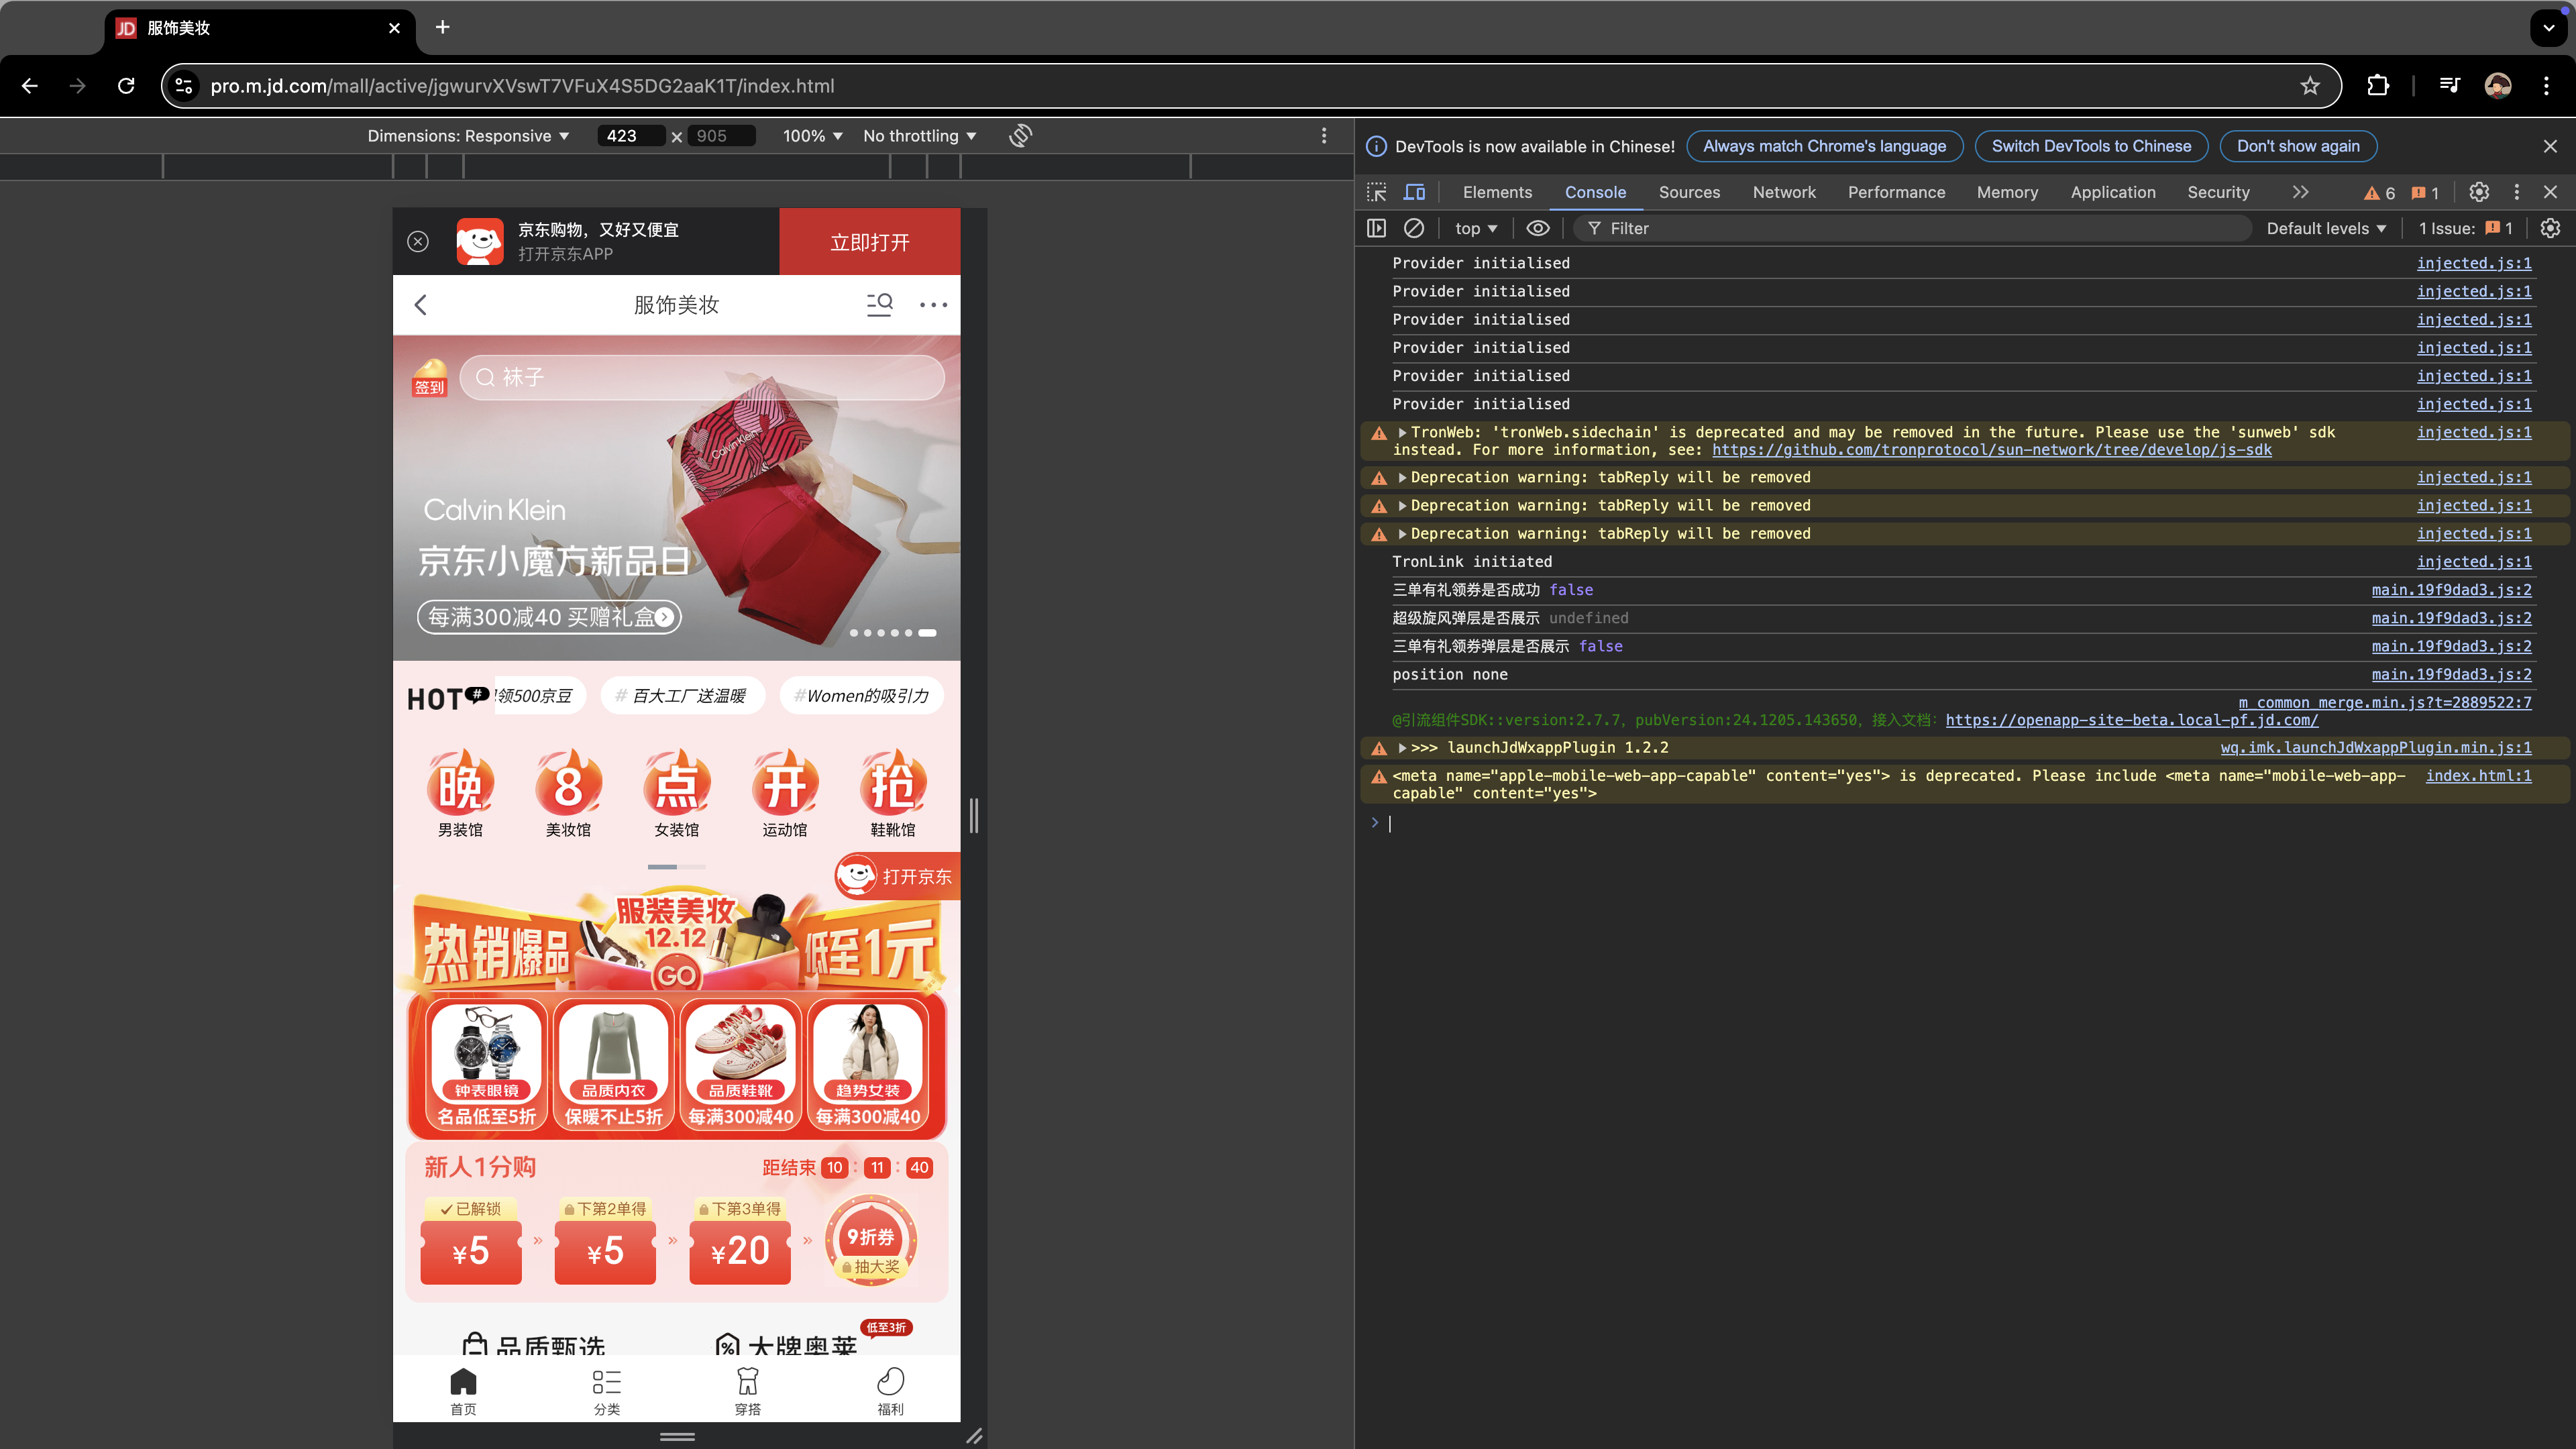 JD 服饰美妆
pro.m.jd.com/mall/active/jgwurvXVswT7VFuX4S5DG2aaK1T/index.html
Dimensions: Responsive 423 × 905 100% No throttling
京东购物，又好又便宜
打开京东APP
立即打开
服饰美妆
签到
袜子
Calvin Klein
Calvin Klein
京东小魔方新品日
每满300减40 买赠礼盒
HOT # 领500京豆 # 百大工厂送温暖 #Women的吸引力
晚 8 点 开 抢
男装馆 美妆馆 女装馆 运动馆 鞋靴馆
打开京东
服装美妆
12.12
热销爆品 低至1元
GO
钟表眼镜 品质内衣 品质鞋靴 趋势女装
名品低至5折 保暖不止5折 每满300减40 每满300减40
新人1分购 距结束 10 : 11 : 40
已解锁 下第2单得 下第3单得
¥5 » ¥5 » ¥20 » 9折券
抽大奖
低至3折
品质甄选 大牌奥莱
首页 分类 穿搭 福利
DevTools is now available in Chinese! Always match Chrome's language Switch DevTools to Chinese Don't show again
Elements Console Sources Network Performance Memory Application Security » 6 1
top Filter Default levels 1 Issue: 1
Provider initialised injected.js:1
Provider initialised injected.js:1
Provider initialised injected.js:1
Provider initialised injected.js:1
Provider initialised injected.js:1
Provider initialised injected.js:1
TronWeb: 'tronWeb.sidechain' is deprecated and may be removed in the future. Please use the 'sunweb' sdk injected.js:1
instead. For more information, see: https://github.com/tronprotocol/sun-network/tree/develop/js-sdk
Deprecation warning: tabReply will be removed injected.js:1
Deprecation warning: tabReply will be removed injected.js:1
Deprecation warning: tabReply will be removed injected.js:1
TronLink initiated injected.js:1
三单有礼领券是否成功 false main.19f9dad3.js:2
超级旋风弹层是否展示 undefined main.19f9dad3.js:2
三单有礼领券弹层是否展示 false main.19f9dad3.js:2
position none main.19f9dad3.js:2
m_common_merge.min.js?t=2889522:7
@引流组件SDK::version:2.7.7, pubVersion:24.1205.143650, 接入文档: https://openapp-site-beta.local-pf.jd.com/
>>> launchJdWxappPlugin 1.2.2 wq.imk.launchJdWxappPlugin.min.js:1
<meta name="apple-mobile-web-app-capable" content="yes"> is deprecated. Please include <meta name="mobile-web-app- index.html:1
capable" content="yes">